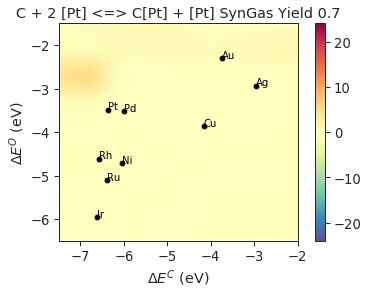 C + 2 [Pt] <=> C[Pt] + [Pt] SynGas Yield 0.7
−2
−3
−4
−5
−6
ΔE^O (eV)
Au
Ag
Pt
Pd
Cu
Rh
Ni
Ru
Ir
−7
−6
−5
−4
−3
−2
ΔE^C (eV)
20
10
0
−10
−20